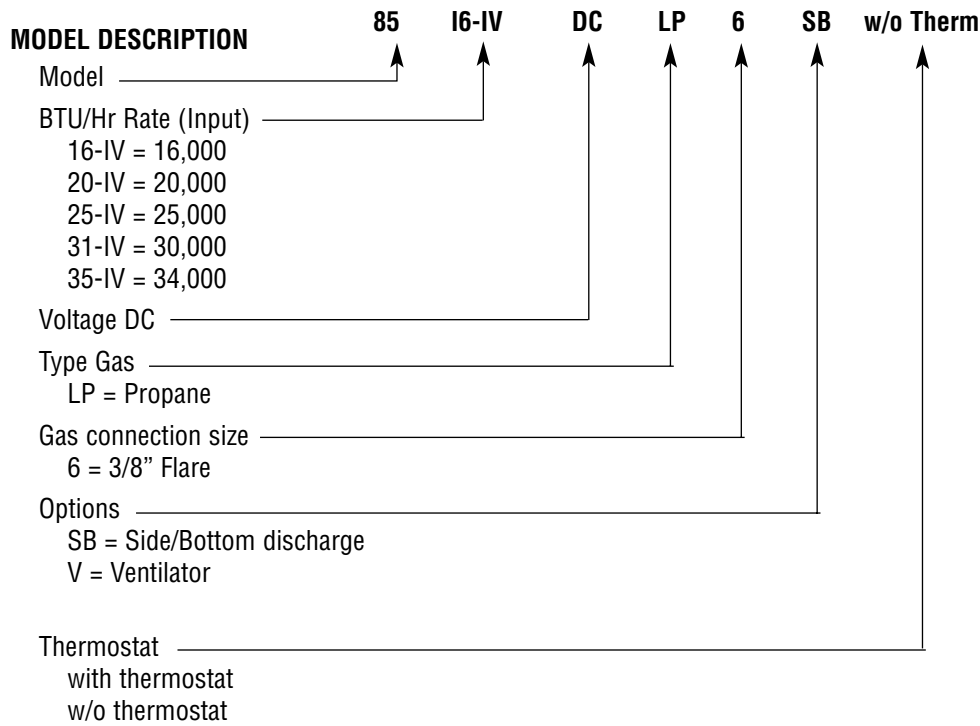 85 I6-IV DC LP 6 SB w/o Therm
MODEL DESCRIPTION
Model
BTU/Hr Rate (Input)
16-IV = 16,000
20-IV = 20,000
25-IV = 25,000
31-IV = 30,000
35-IV = 34,000
Voltage DC
Type Gas
LP = Propane
Gas connection size
6 = 3/8” Flare
Options
SB = Side/Bottom discharge
V = Ventilator
Thermostat
with thermostat
w/o thermostat